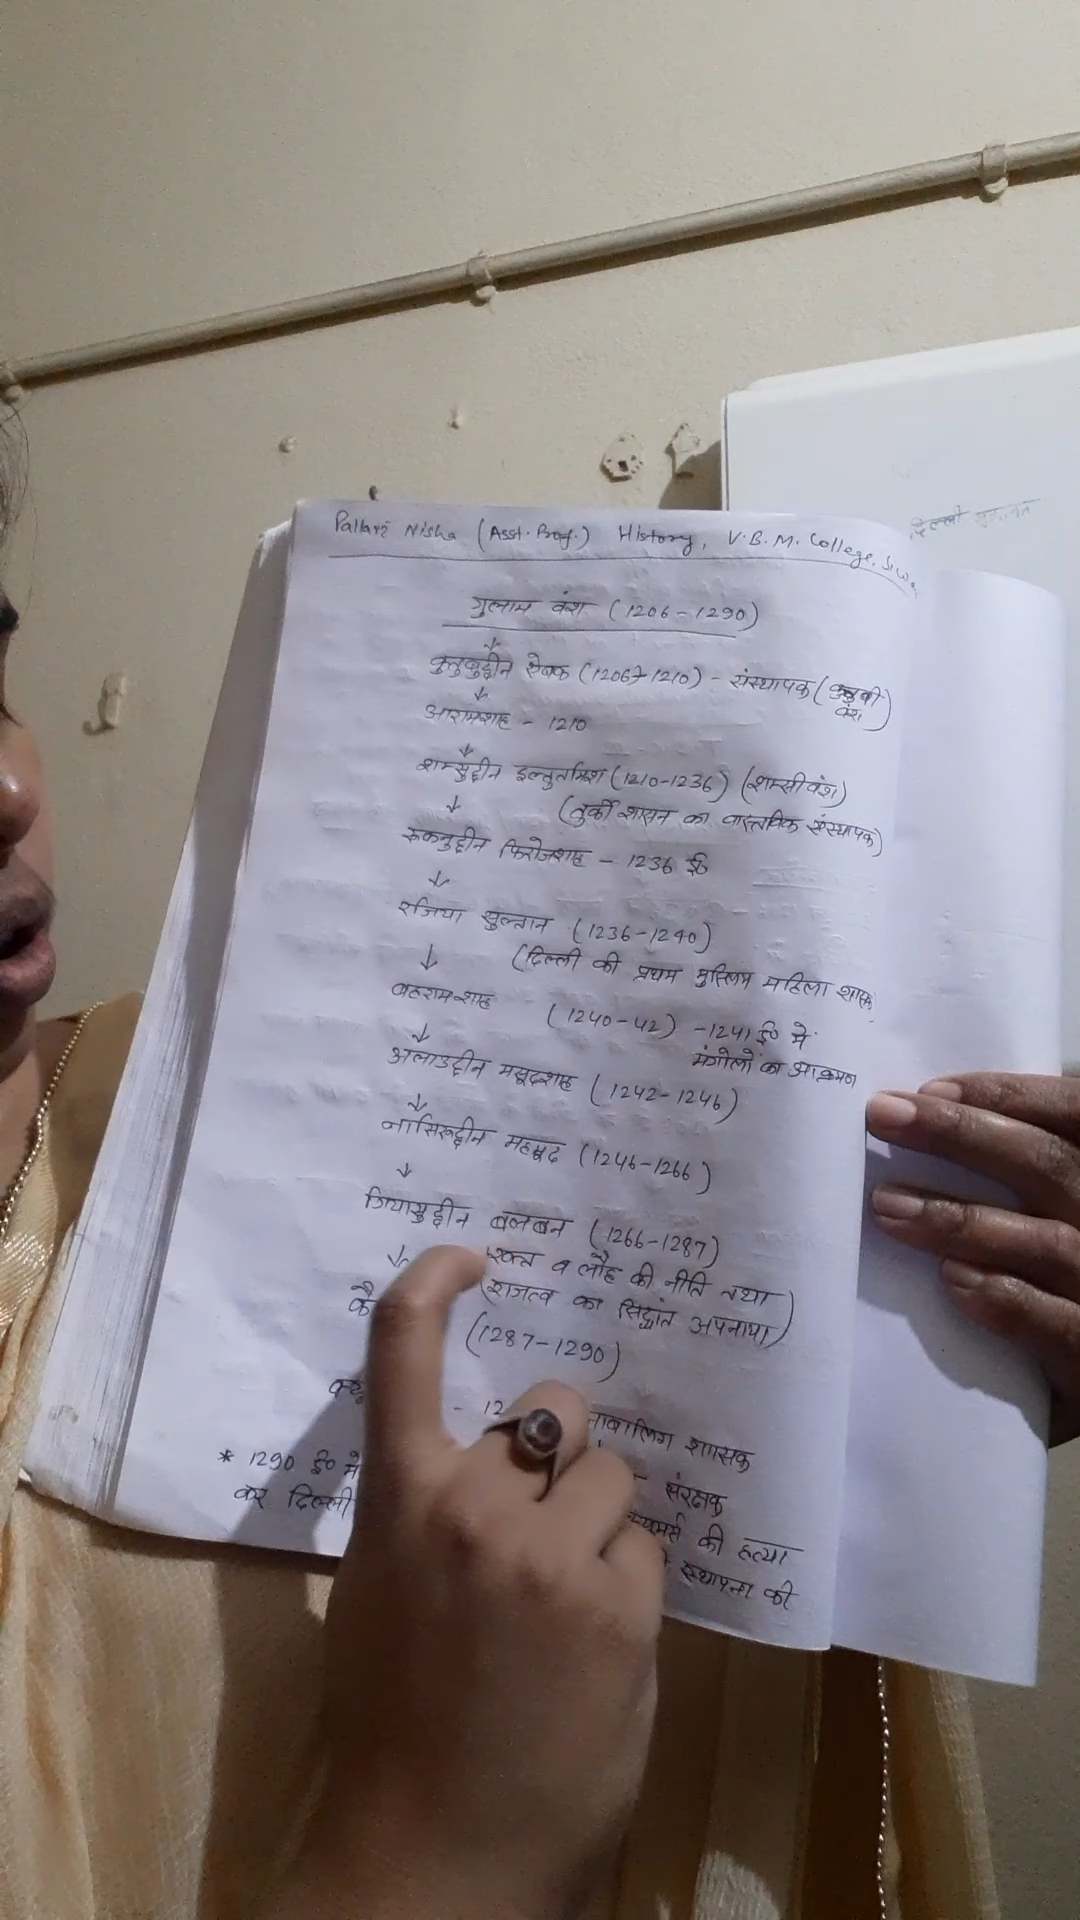 Pallavi Nisha (Asst. Prof.) History, V.B.M. College, Siwan
दिल्ली
गुलाम वंश (1206-1290)
कुतुबुद्दीन ऐबक (1206-1210) - संस्थापक (कुतुबी वंश)
आरामशाह - 1210
शम्सुद्दीन इल्तुतमिश (1210-1236) (शम्सी वंश)
(तुर्की शासन का वास्तविक संस्थापक)
रूकनुद्दीन फिरोजशाह - 1236 ई०
रजिया सुल्तान (1236-1240)
(दिल्ली की प्रथम मुस्लिम महिला शासक
बहरामशाह (1240-42) -1241 ई० में
मंगोलों का आक्रमण
अलाउद्दीन मसूदशाह (1242-1246)
नासिरूद्दीन महमूद (1246-1266)
गियासुद्दीन बलबन (1266-1287)
रक्त व लौह की नीति तथा
(राजत्व का सिद्धांत अपनाया)
(1287-1290)
- 12 नाबालिग शासक
- संरक्षक
* 1290 ई० में की हत्या
कर दिल्ली स्थापना की